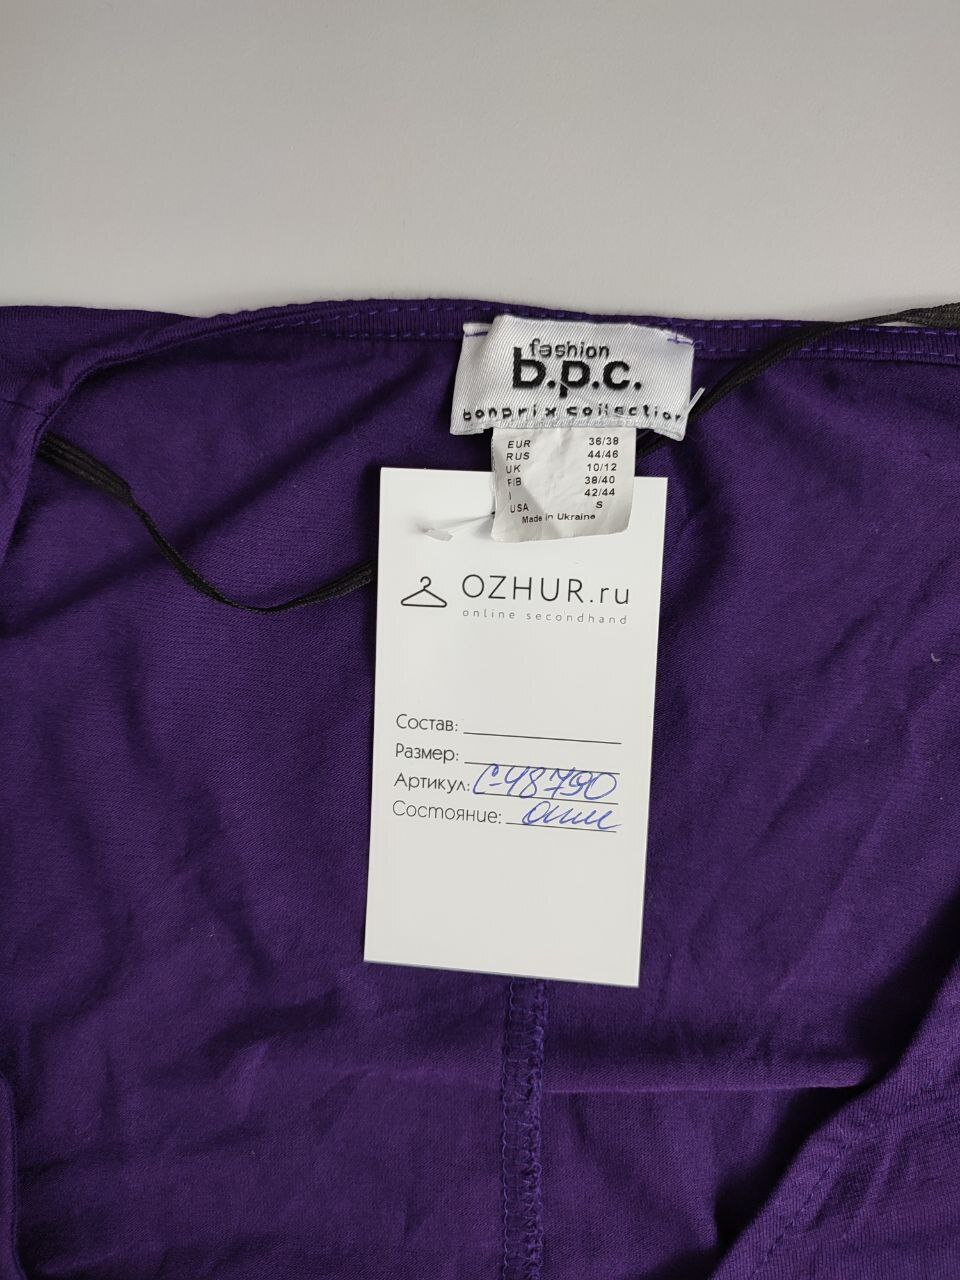 fashion
b.p.c.
bonprix collection
EUR 36/38
RUS 44/46
UK 10/12
F/B 38/40
I 42/44
USA S
Made in Ukraine
OZHUR.ru
online secondhand
Состав:
Размер:
Артикул: С-48790
Состояние: отл